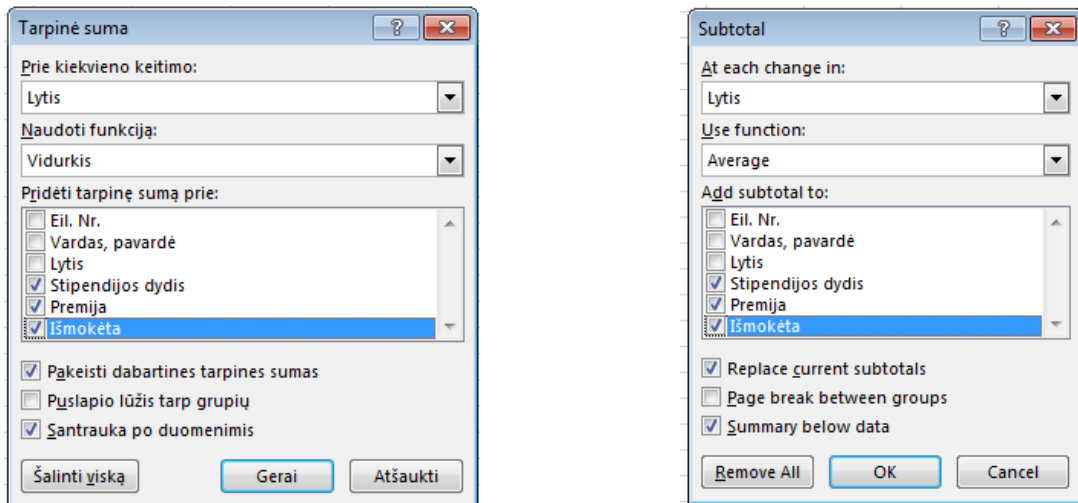 Tarpinė suma
Prie kiekvieno keitimo:
Lytis
Naudoti funkciją:
Vidurkis
Pridėti tarpinę sumą prie:
Eil. Nr.
Vardas, pavardė
Lytis
Stipendijos dydis
Premija
Išmokėta
Pakeisti dabartines tarpines sumas
Puslapio lūžis tarp grupių
Santrauka po duomenimis
Šalinti viską
Gerai
Atšaukti
Subtotal
At each change in:
Lytis
Use function:
Average
Add subtotal to:
Eil. Nr.
Vardas, pavardė
Lytis
Stipendijos dydis
Premija
Išmokėta
Replace current subtotals
Page break between groups
Summary below data
Remove All
OK
Cancel